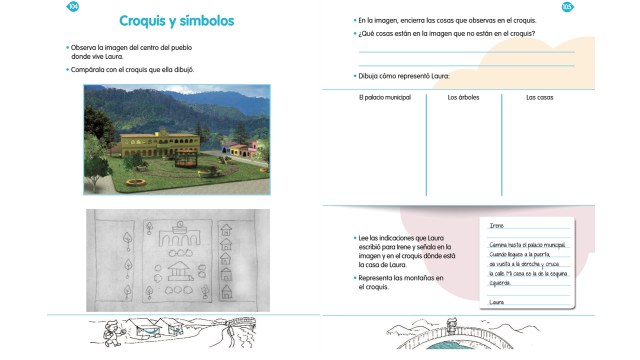 104
Croquis y símbolos
• Observa la imagen del centro del pueblo
donde vive Laura.
• Compárala con el croquis que ella dibujó.
105
• En la imagen, encierra las cosas que observas en el croquis.
• ¿Qué cosas están en la imagen que no están en el croquis?
• Dibuja cómo representó Laura:
El palacio municipal
Los árboles
Las casas
• Lee las indicaciones que Laura
escribió para Irene y señala en la
imagen y en el croquis dónde está
la casa de Laura.
• Representa las montañas en
el croquis.
Irene
Camina hasta el palacio municipal.
Cuando llegues a la puerta,
da vuelta a la derecha y cruza
la calle. Mi casa es la de la esquina
izquierda.
Laura